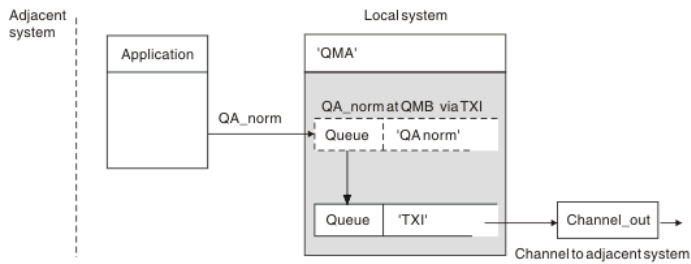 Adjacent
system
Local system
Application
'QMA'
QA_norm at QMB via TXI
QA_norm
Queue 'QA norm'
Queue 'TXI'
Channel_out
Channel to adjacent system